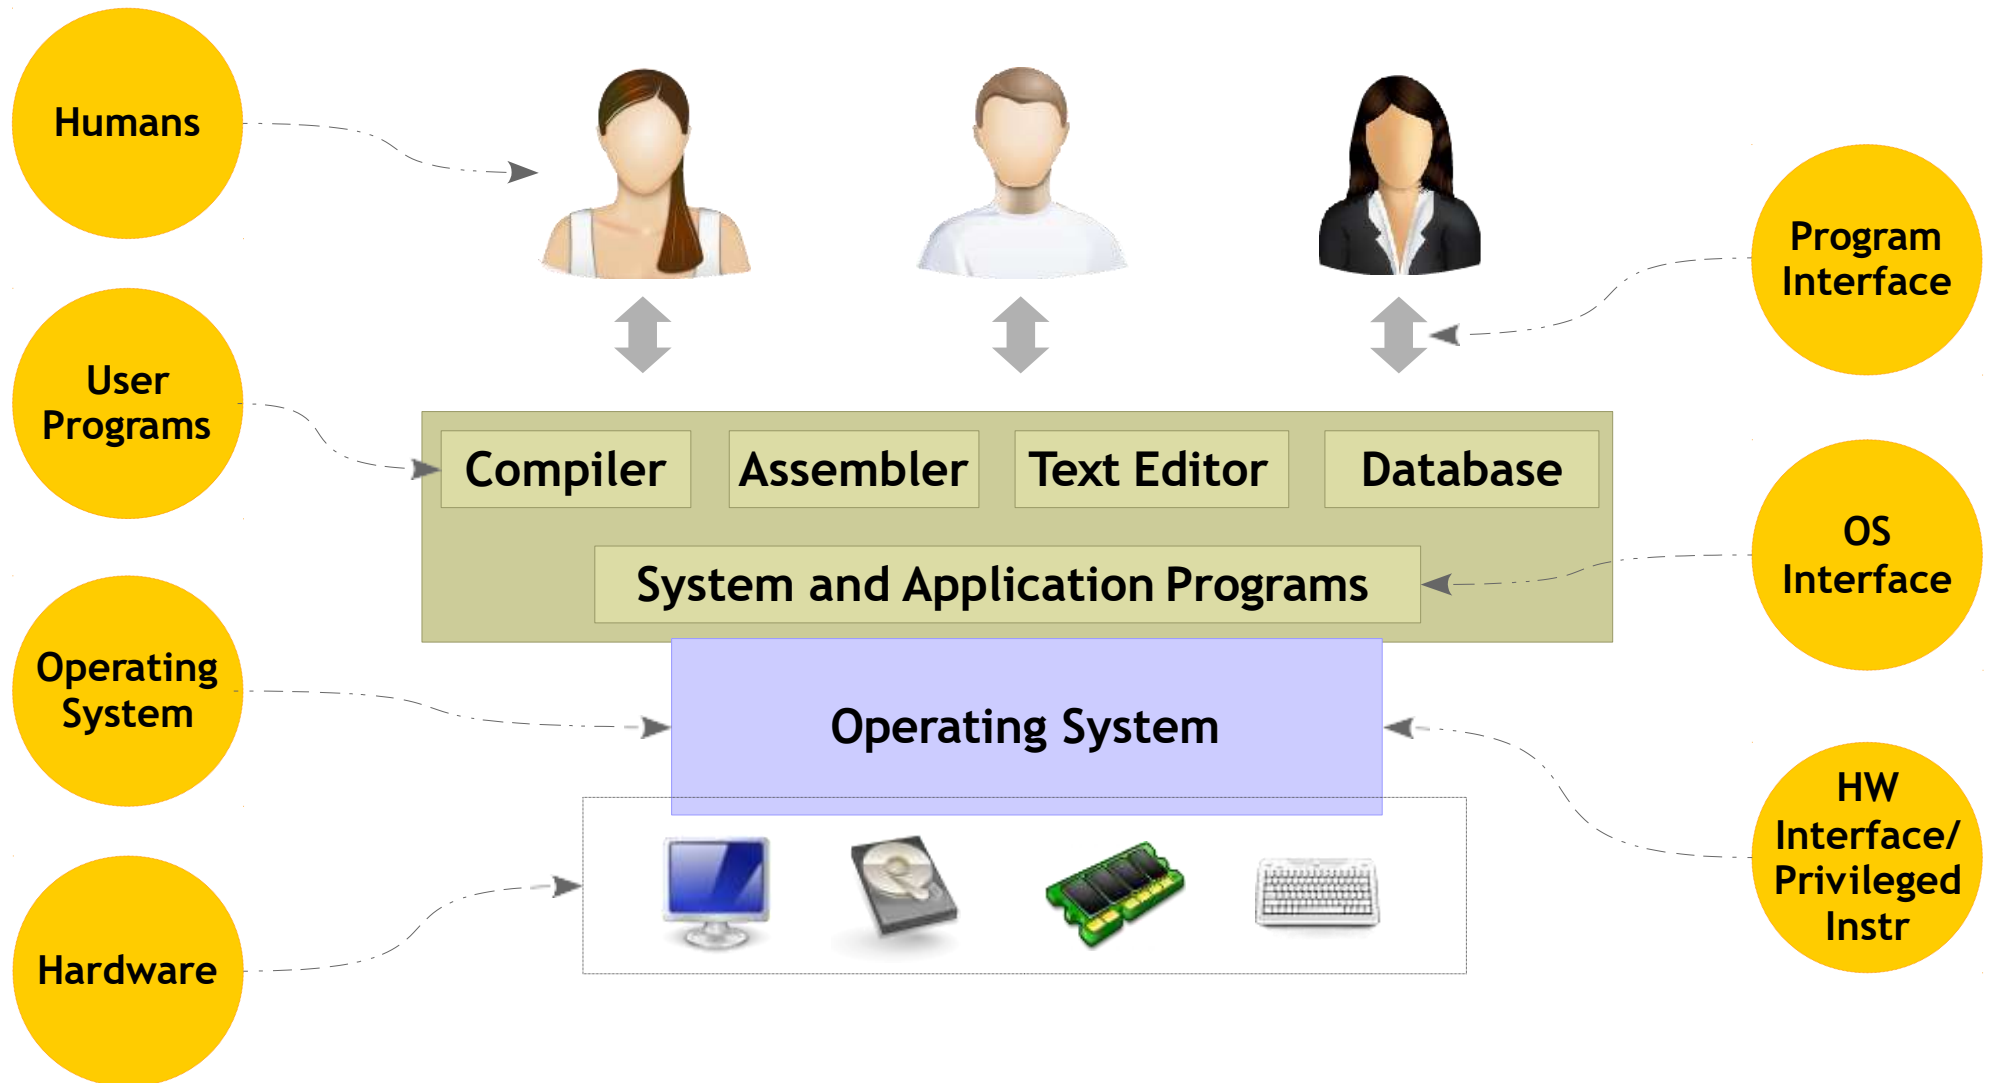 Humans
User
Programs
Operating
System
Hardware
Compiler
Assembler
Text Editor
Database
System and Application Programs
Operating System
Program
Interface
OS
Interface
HW
Interface/
Privileged
Instr